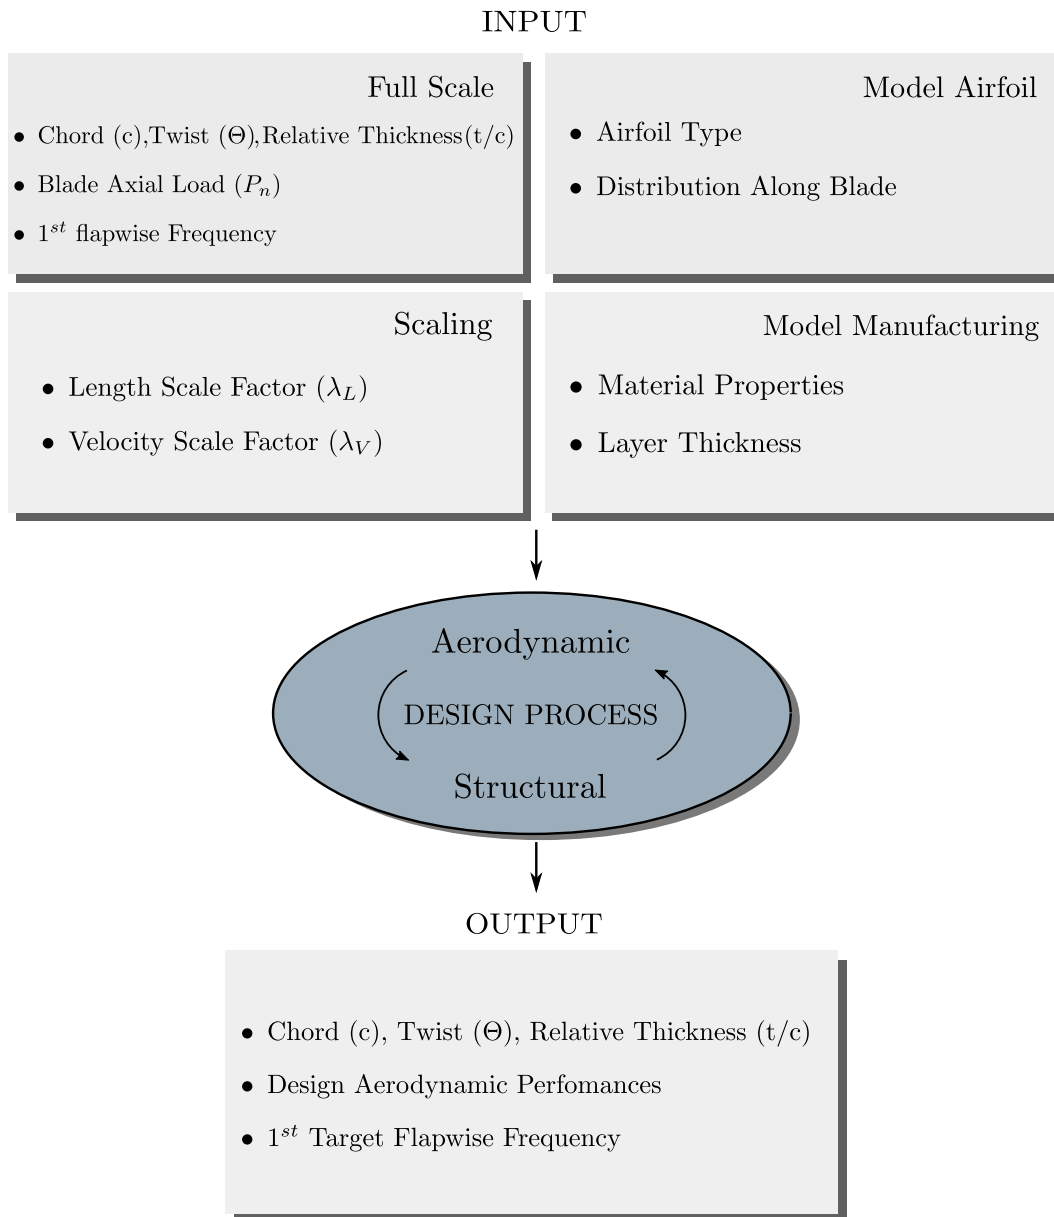 INPUT
Full Scale
• Chord (c),Twist (Θ),Relative Thickness(t/c)
• Blade Axial Load (Pₙ)
• 1ˢᵗ flapwise Frequency
Model Airfoil
• Airfoil Type
• Distribution Along Blade
Scaling
• Length Scale Factor (λ_L)
• Velocity Scale Factor (λ_V)
Model Manufacturing
• Material Properties
• Layer Thickness
Aerodynamic
DESIGN PROCESS
Structural
OUTPUT
• Chord (c), Twist (Θ), Relative Thickness (t/c)
• Design Aerodynamic Perfomances
• 1ˢᵗ Target Flapwise Frequency